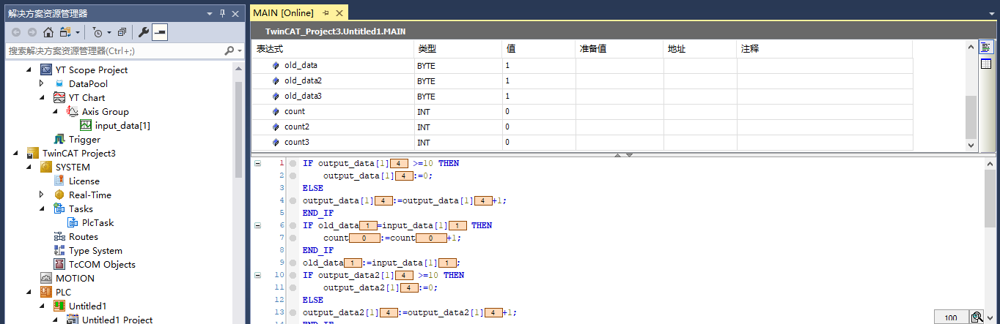 解决方案资源管理器
搜索解决方案资源管理器(Ctrl+;)
YT Scope Project
DataPool
YT Chart
Axis Group
input_data[1]
Trigger
TwinCAT Project3
SYSTEM
License
Real-Time
Tasks
PlcTask
Routes
Type System
TcCOM Objects
MOTION
PLC
Untitled1
Untitled1 Project
MAIN [Online]
TwinCAT_Project3.Untitled1.MAIN
表达式 类型 值 准备值 地址 注释
old_data BYTE 1
old_data2 BYTE 1
old_data3 BYTE 1
count INT 0
count2 INT 0
count3 INT 0
1 IF output_data[1] 4 >=10 THEN
2 output_data[1] 4 :=0;
3 ELSE
4 output_data[1] 4 :=output_data[1] 4 +1;
5 END_IF
6 IF old_data 1 =input_data[1] 1 THEN
7 count 0 :=count 0 +1;
8 END_IF
9 old_data 1 :=input_data[1] 1 ;
10 IF output_data2[1] 4 >=10 THEN
11 output_data2[1] 4 :=0;
12 ELSE
13 output_data2[1] 4 :=output_data2[1] 4 +1;
14 END_IF
100